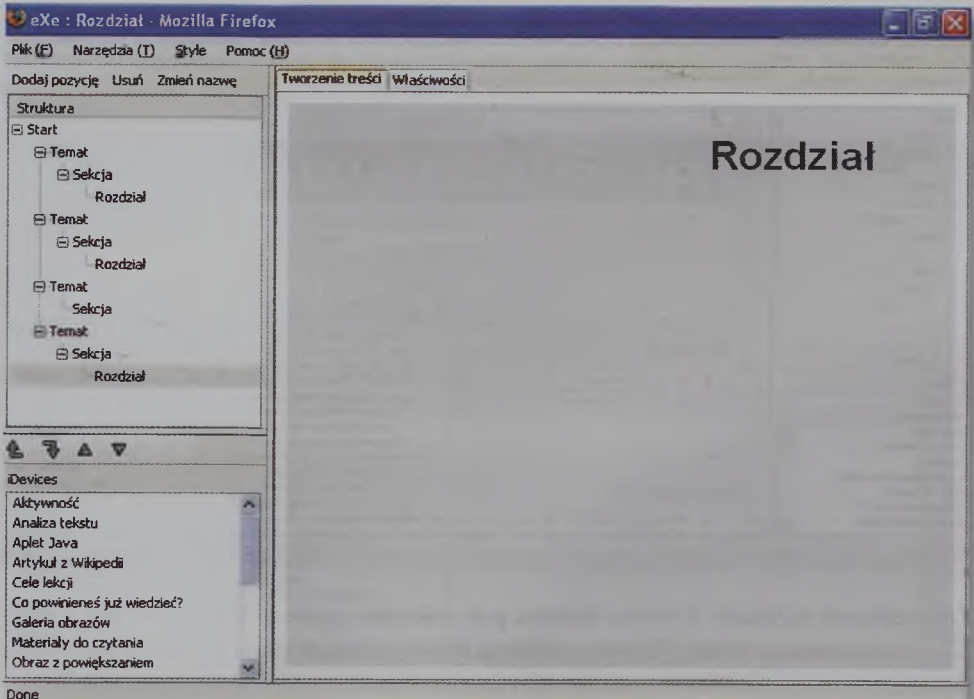 eXe : Rozdział - Mozilla Firefox
Plik (F) Narzędzia (T) Style Pomoc (H)
Dodaj pozycję Usuń Zmień nazwę
Struktura
Start
Temat
Sekcja
Rozdział
Temat
Sekcja
Rozdział
Temat
Sekcja
Temat
Sekcja
Rozdział
iDevices
Aktywność
Analiza tekstu
Aplet Java
Artykuł z Wikipedii
Cele lekcji
Co powinieneś już wiedzieć?
Galeria obrazów
Materiały do czytania
Obraz z powiększaniem
Done
Tworzenie treści Właściwości
Rozdział